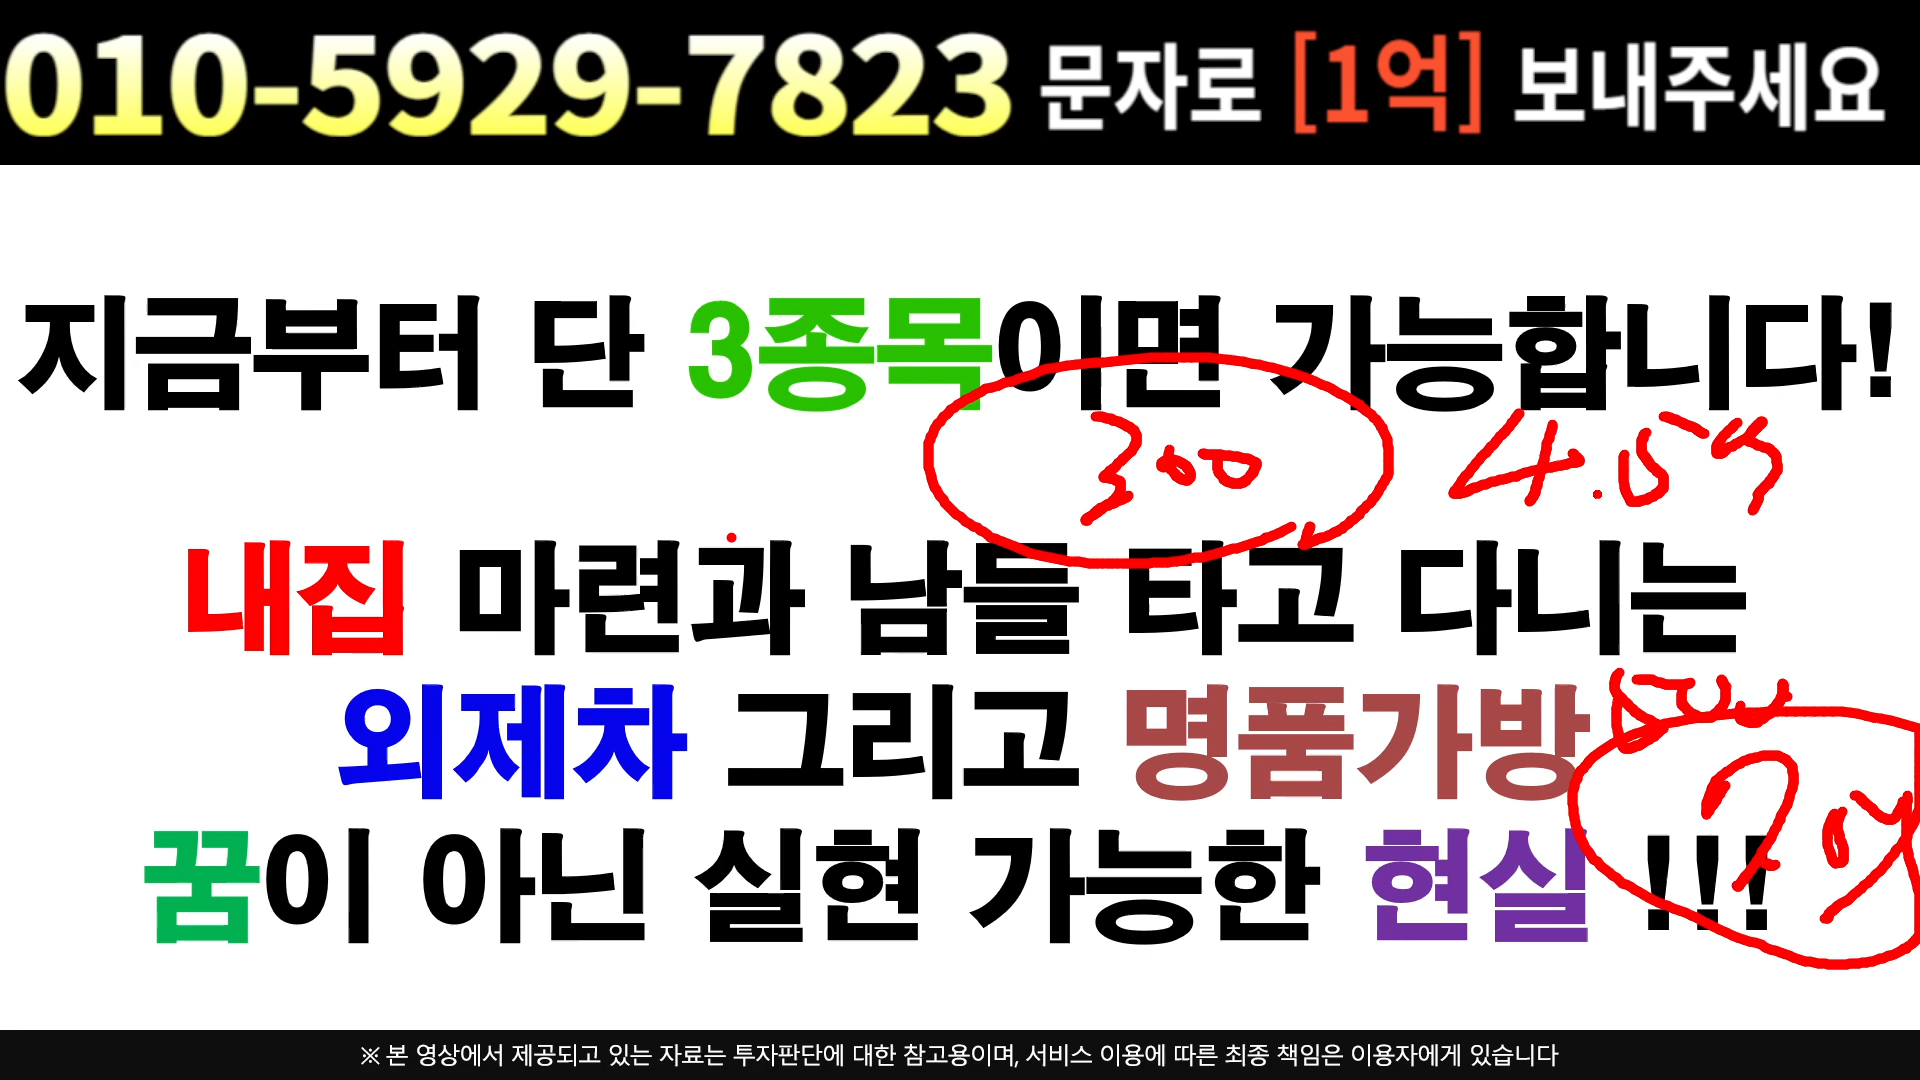 010-5929-7823 문자로 [1억] 보내주세요
지금부터 단 3종목이면 가능합니다!
300
4.5억
내집 마련과 남들 타고 다니는
외제차 그리고 명품가방
500
꿈이 아닌 실현 가능한 현실 !!!
※ 본 영상에서 제공되고 있는 자료는 투자판단에 대한 참고용이며, 서비스 이용에 따른 최종 책임은 이용자에게 있습니다